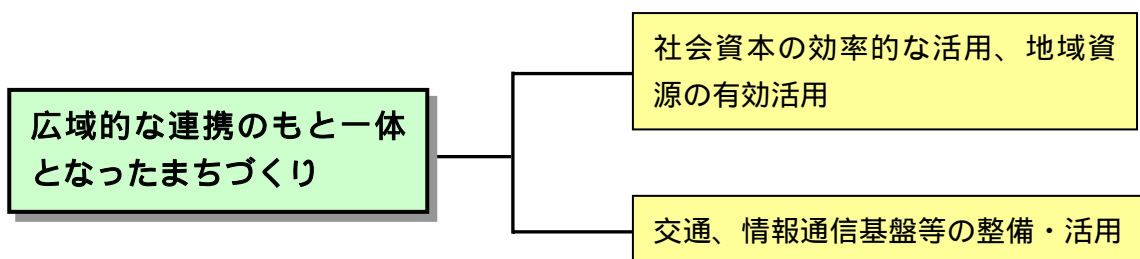 広域的な連携のもと一体
となったまちづくり
社会資本の効率的な活用、地域資
源の有効活用
交通、情報通信基盤等の整備・活用